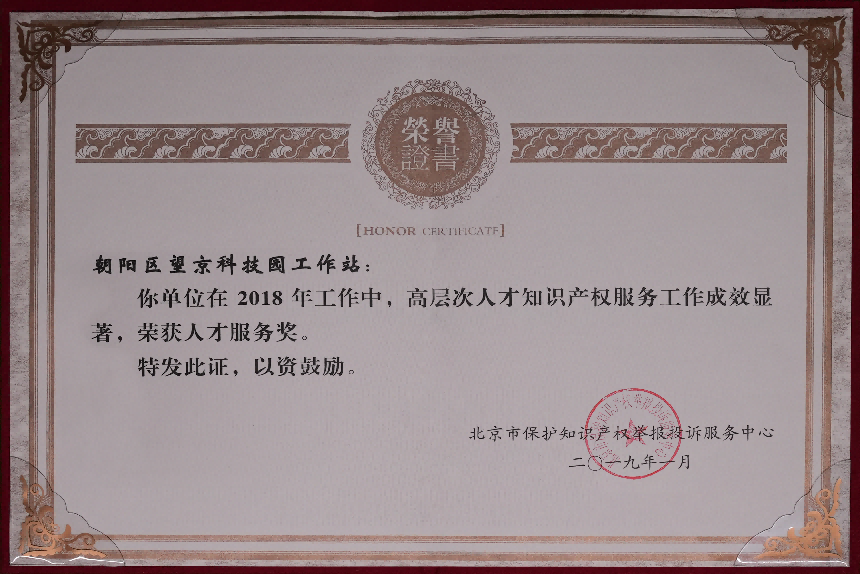 榮譽
證書
[HONOR CERTIFICATE]
朝阳区望京科技园工作站：
你单位在 2018 年工作中，高层次人才知识产权服务工作成效显
著，荣获人才服务奖。
特发此证，以资鼓励。
北京市保护知识产权举报投诉服务中心
二〇一九年一月